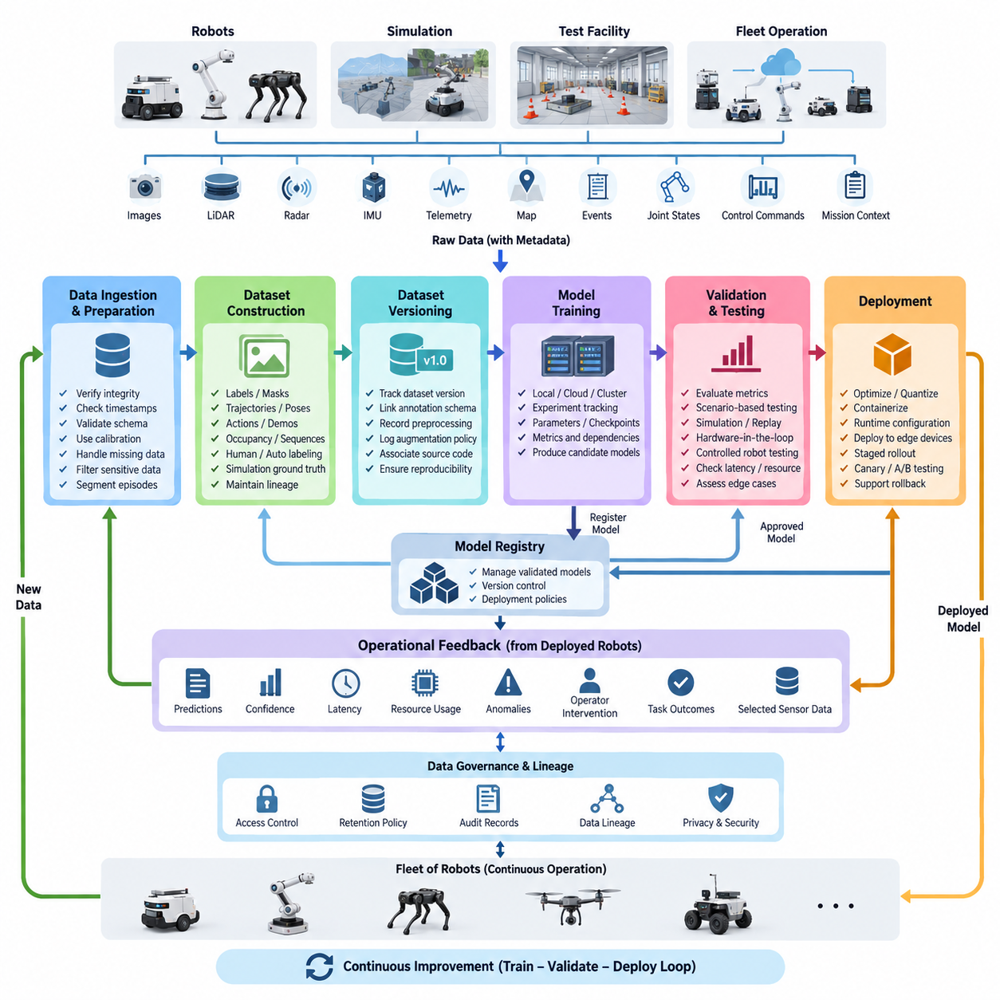 Robots
Simulation
Test Facility
Fleet Operation
Images
LiDAR
Radar
IMU
Telemetry
Map
Events
Joint States
Control Commands
Mission Context
Raw Data (with Metadata)
Data Ingestion
& Preparation
Verify integrity
Check timestamps
Validate schema
Use calibration
Handle missing data
Filter sensitive data
Segment episodes
Dataset
Construction
Labels / Masks
Trajectories / Poses
Actions / Demos
Occupancy / Sequences
Human / Auto labeling
Simulation ground truth
Maintain lineage
Dataset
Versioning
v1.0
Track dataset version
Link annotation schema
Record preprocessing
Log augmentation policy
Associate source code
Ensure reproducibility
Model
Training
Local / Cloud / Cluster
Experiment tracking
Parameters / Checkpoints
Metrics and dependencies
Produce candidate models
Validation
& Testing
Evaluate metrics
Scenario-based testing
Simulation / Replay
Hardware-in-the-loop
Controlled robot testing
Check latency / resource
Assess edge cases
Deployment
Optimize / Quantize
Containerize
Runtime configuration
Deploy to edge devices
Staged rollout
Canary / A/B testing
Support rollback
Register
Model
Approved
Model
Model Registry
Manage validated models
Version control
Deployment policies
New
Data
Deployed
Model
Operational Feedback (from Deployed Robots)
Predictions
Confidence
Latency
Resource Usage
Anomalies
Operator
Intervention
Task Outcomes
Selected Sensor Data
Data Governance & Lineage
Access Control
Retention Policy
Audit Records
Data Lineage
Privacy & Security
Fleet of Robots (Continuous Operation)
Continuous Improvement (Train – Validate – Deploy Loop)